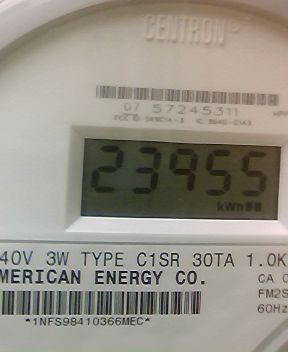 CENTRON
07 57245311
23955
kWh
40V 3W TYPE C1SR 30TA 1.0K
MERICAN ENERGY CO.
CA
FM2S
60Hz
*1NFS98410366MEC*